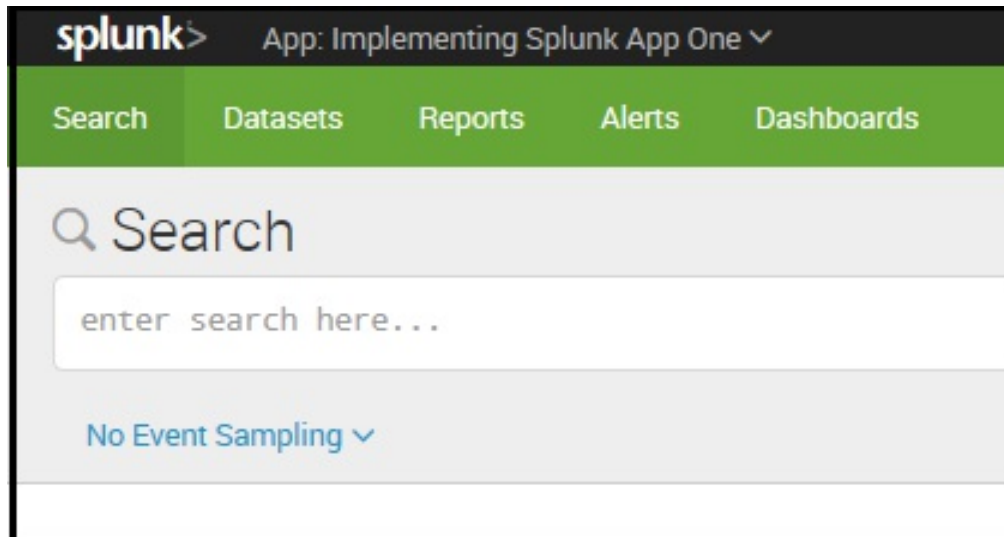 splunk> App: Implementing Splunk App One
Search Datasets Reports Alerts Dashboards
Search
enter search here...
No Event Sampling